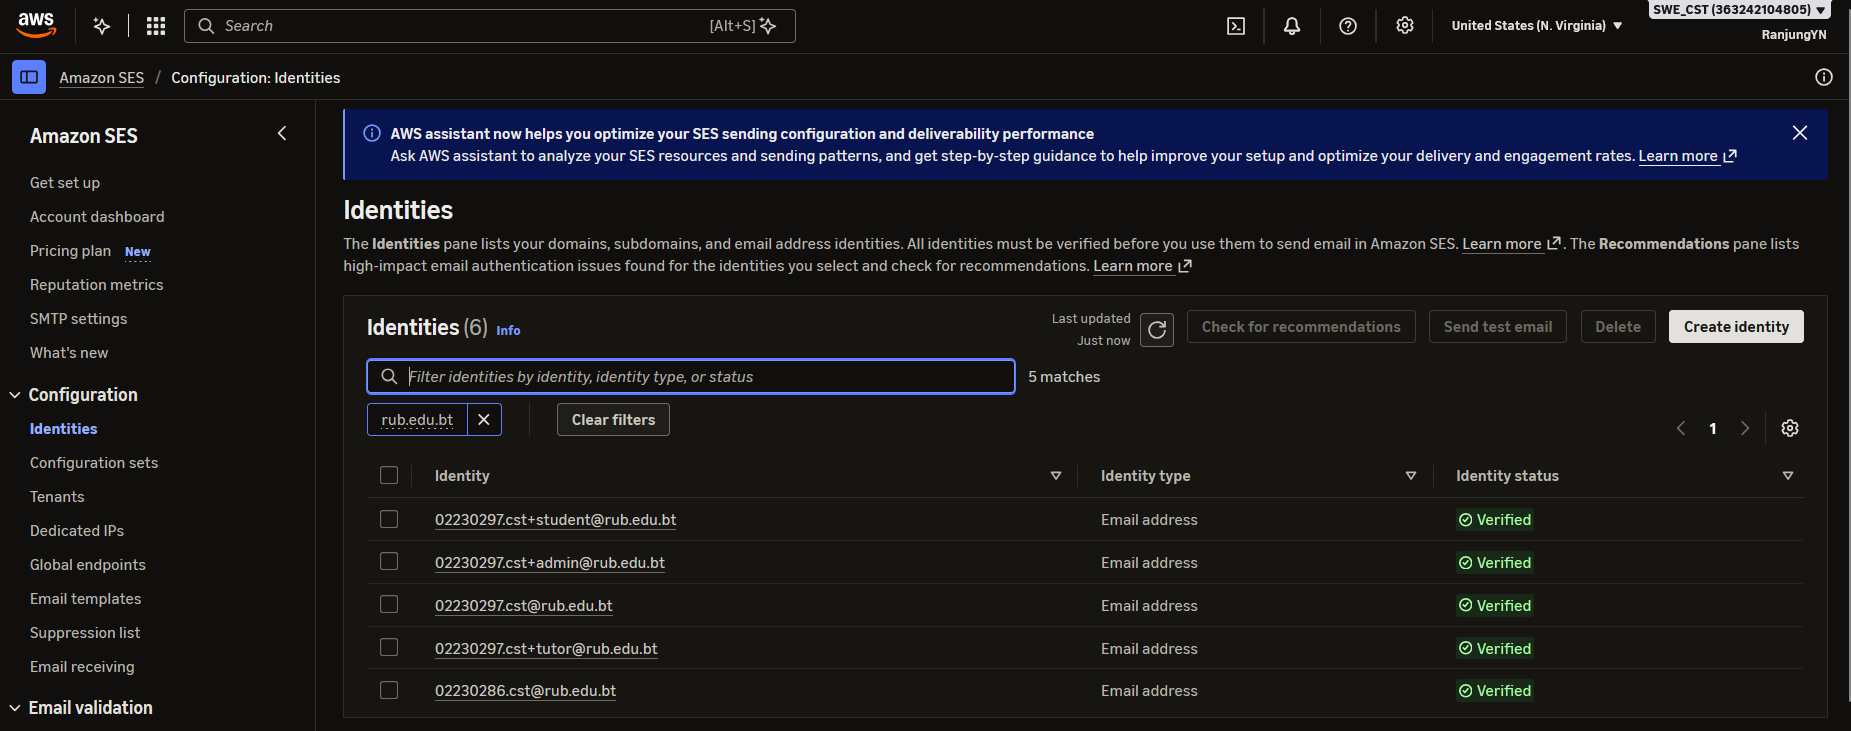 aws
Search
[Alt+S]
United States (N. Virginia)
SWE_CST (363242104805)
RanjungYN
Amazon SES / Configuration: Identities
Amazon SES
Get set up
Account dashboard
Pricing plan New
Reputation metrics
SMTP settings
What's new
Configuration
Identities
Configuration sets
Tenants
Dedicated IPs
Global endpoints
Email templates
Suppression list
Email receiving
Email validation
AWS assistant now helps you optimize your SES sending configuration and deliverability performance
Ask AWS assistant to analyze your SES resources and sending patterns, and get step-by-step guidance to help improve your setup and optimize your delivery and engagement rates. Learn more
Identities
The Identities pane lists your domains, subdomains, and email address identities. All identities must be verified before you use them to send email in Amazon SES. Learn more. The Recommendations pane lists
high-impact email authentication issues found for the identities you select and check for recommendations. Learn more
Identities (6) Info
Last updated
Just now
Check for recommendations
Send test email
Delete
Create identity
Filter identities by identity, identity type, or status
5 matches
rub.edu.bt
Clear filters
1
Identity Identity type Identity status
02230297.cst+student@rub.edu.bt Email address Verified
02230297.cst+admin@rub.edu.bt Email address Verified
02230297.cst@rub.edu.bt Email address Verified
02230297.cst+tutor@rub.edu.bt Email address Verified
02230286.cst@rub.edu.bt Email address Verified